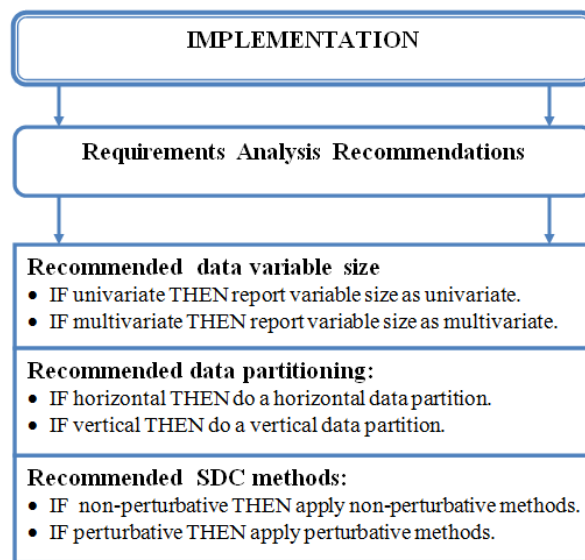 IMPLEMENTATION
Requirements Analysis Recommendations
Recommended data variable size
• IF univariate THEN report variable size as univariate.
• IF multivariate THEN report variable size as multivariate.
Recommended data partitioning:
• IF horizontal THEN do a horizontal data partition.
• IF vertical THEN do a vertical data partition.
Recommended SDC methods:
• IF non-perturbative THEN apply non-perturbative methods.
• IF perturbative THEN apply perturbative methods.